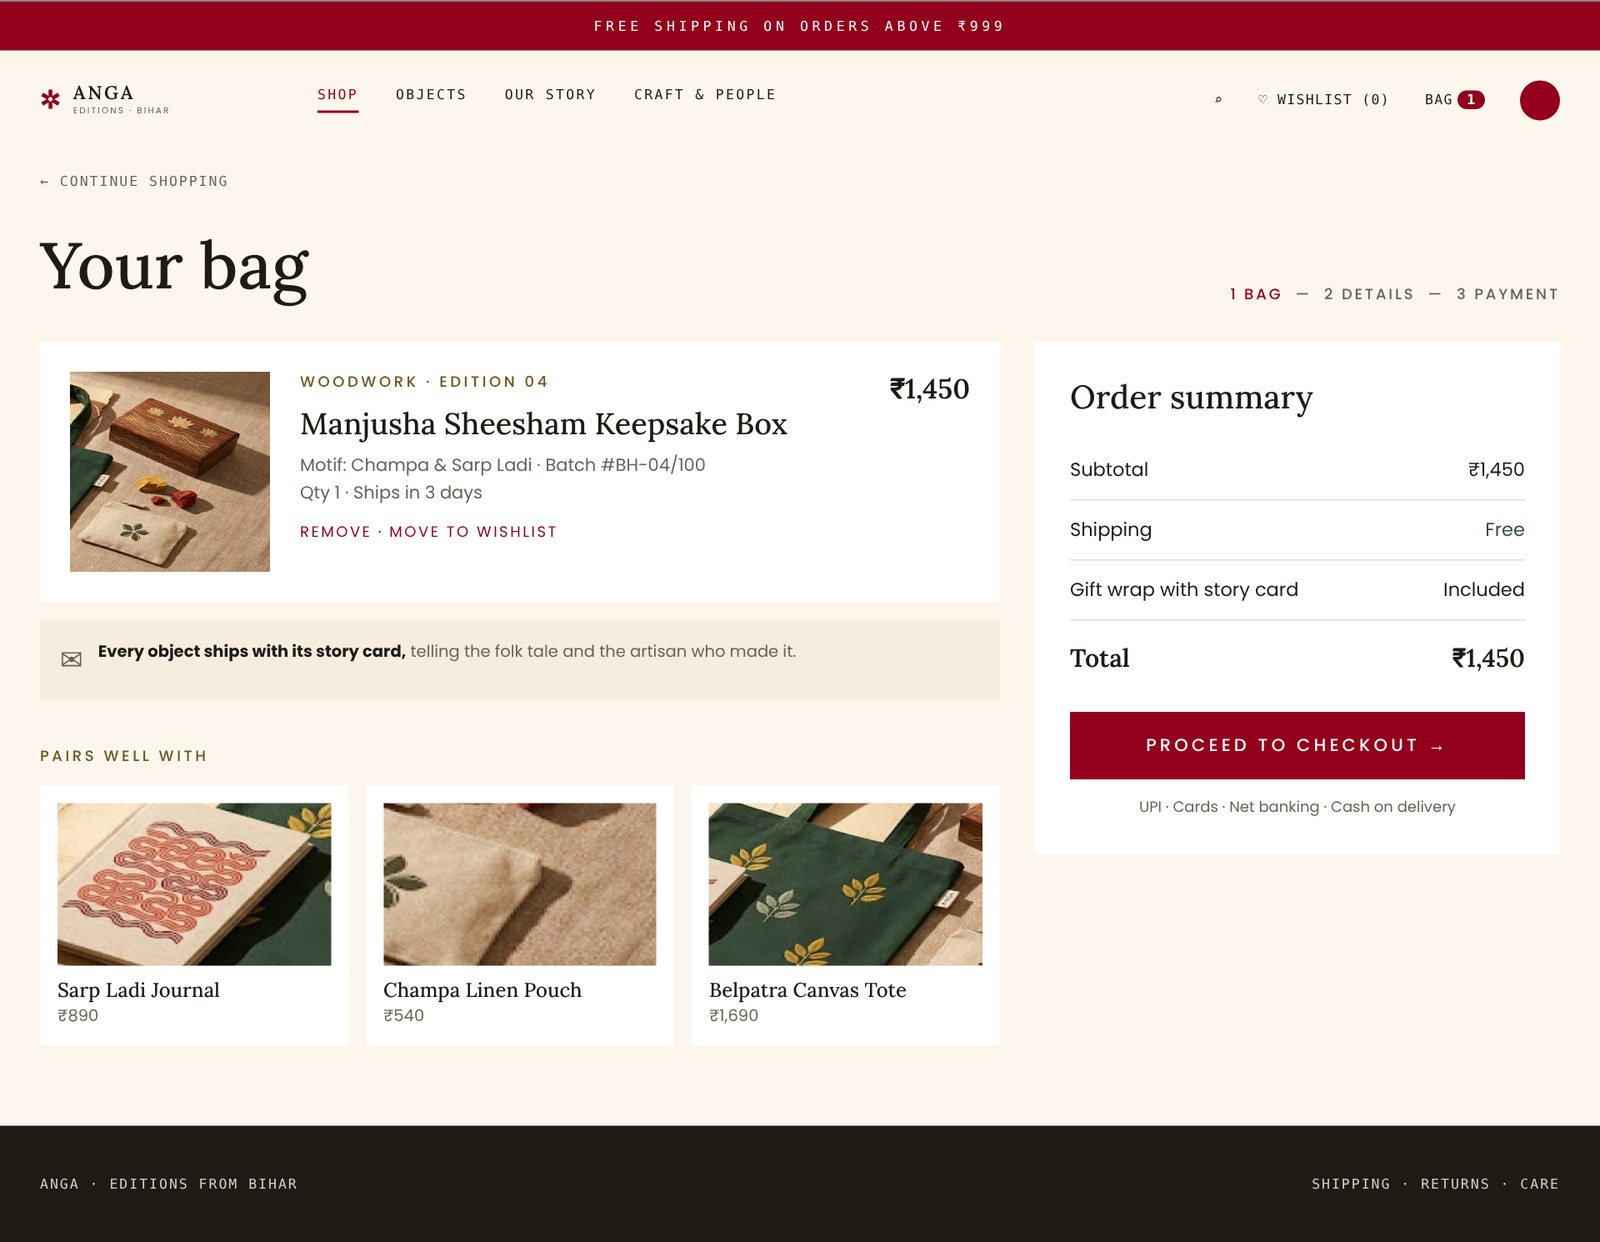 FREE SHIPPING ON ORDERS ABOVE ₹999
ANGA
EDITIONS · BIHAR
SHOP
OBJECTS
OUR STORY
CRAFT & PEOPLE
♡ WISHLIST (0)
BAG 1
← CONTINUE SHOPPING
Your bag
1 BAG — 2 DETAILS — 3 PAYMENT
WOODWORK · EDITION 04
₹1,450
Manjusha Sheesham Keepsake Box
Motif: Champa & Sarp Ladi · Batch #BH-04/100
Qty 1 · Ships in 3 days
REMOVE · MOVE TO WISHLIST
Every object ships with its story card, telling the folk tale and the artisan who made it.
PAIRS WELL WITH
Sarp Ladi Journal
₹890
Champa Linen Pouch
₹540
Belpatra Canvas Tote
₹1,690
Order summary
Subtotal ₹1,450
Shipping Free
Gift wrap with story card Included
Total ₹1,450
PROCEED TO CHECKOUT →
UPI · Cards · Net banking · Cash on delivery
ANGA · EDITIONS FROM BIHAR
SHIPPING · RETURNS · CARE